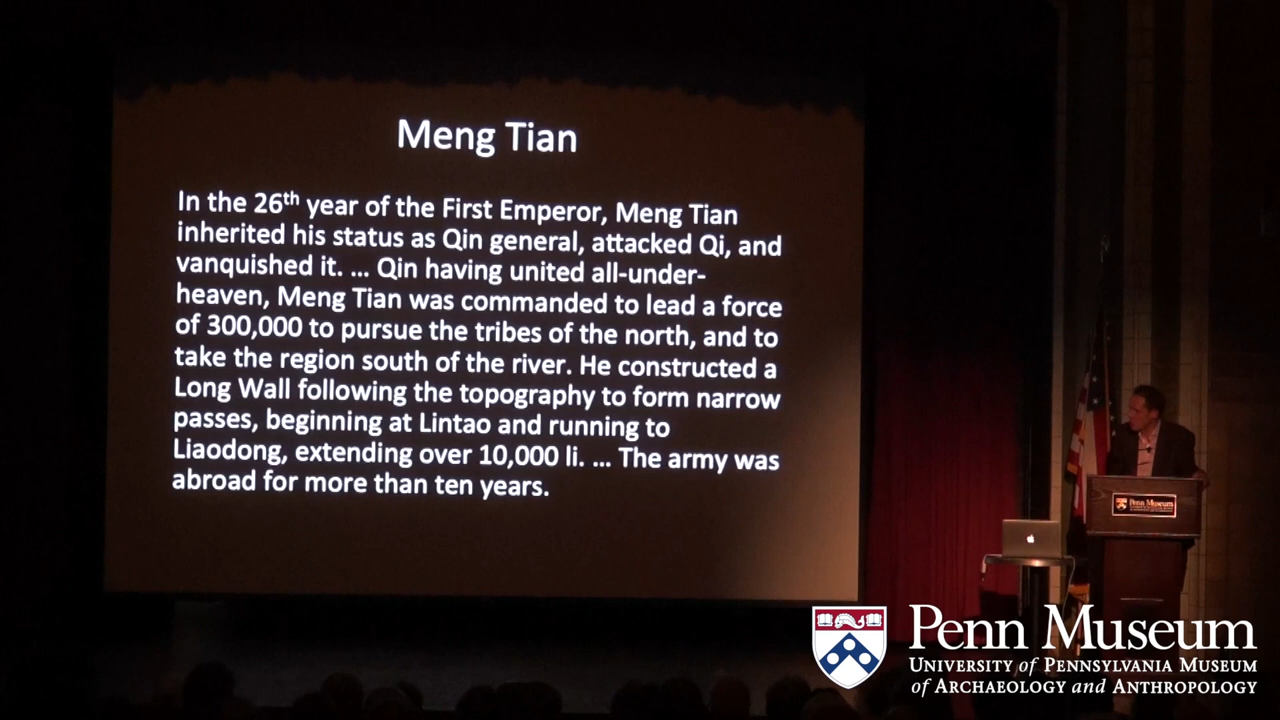 Meng Tian
In the 26th year of the First Emperor, Meng Tian
inherited his status as Qin general, attacked Qi, and
vanquished it. ... Qin having united all-under-
heaven, Meng Tian was commanded to lead a force
of 300,000 to pursue the tribes of the north, and to
take the region south of the river. He constructed a
Long Wall following the topography to form narrow
passes, beginning at Lintao and running to
Liaodong, extending over 10,000 li. ... The army was
abroad for more than ten years.
Penn Museum
Penn Museum
University of Pennsylvania Museum
of Archaeology and Anthropology